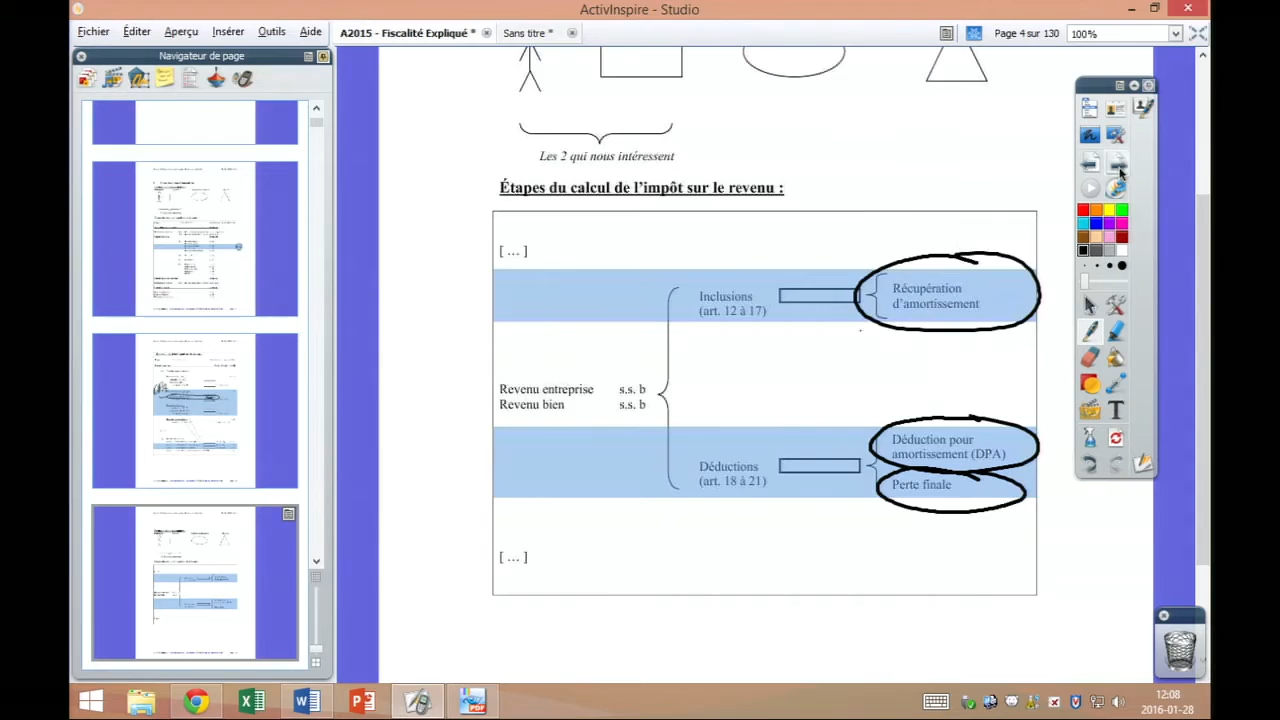 ActivInspire - Studio
Fichier Éditer Aperçu Insérer Outils Aide
A2015 - Fiscalité Expliqué * Sans titre *
Page 4 sur 130 100%
Navigateur de page
Les 2 qui nous intéressent
Étapes du calcul de l'impôt sur le revenu :
[ … ]
Inclusions
(art. 12 à 17)
Récupération
d'amortissement
Revenu entreprise s.s. b
Revenu bien s.s. b
Déductions
(art. 18 à 21)
Déduction pour
amortissement (DPA)
Perte finale
[ … ]
12:08
2016-01-28